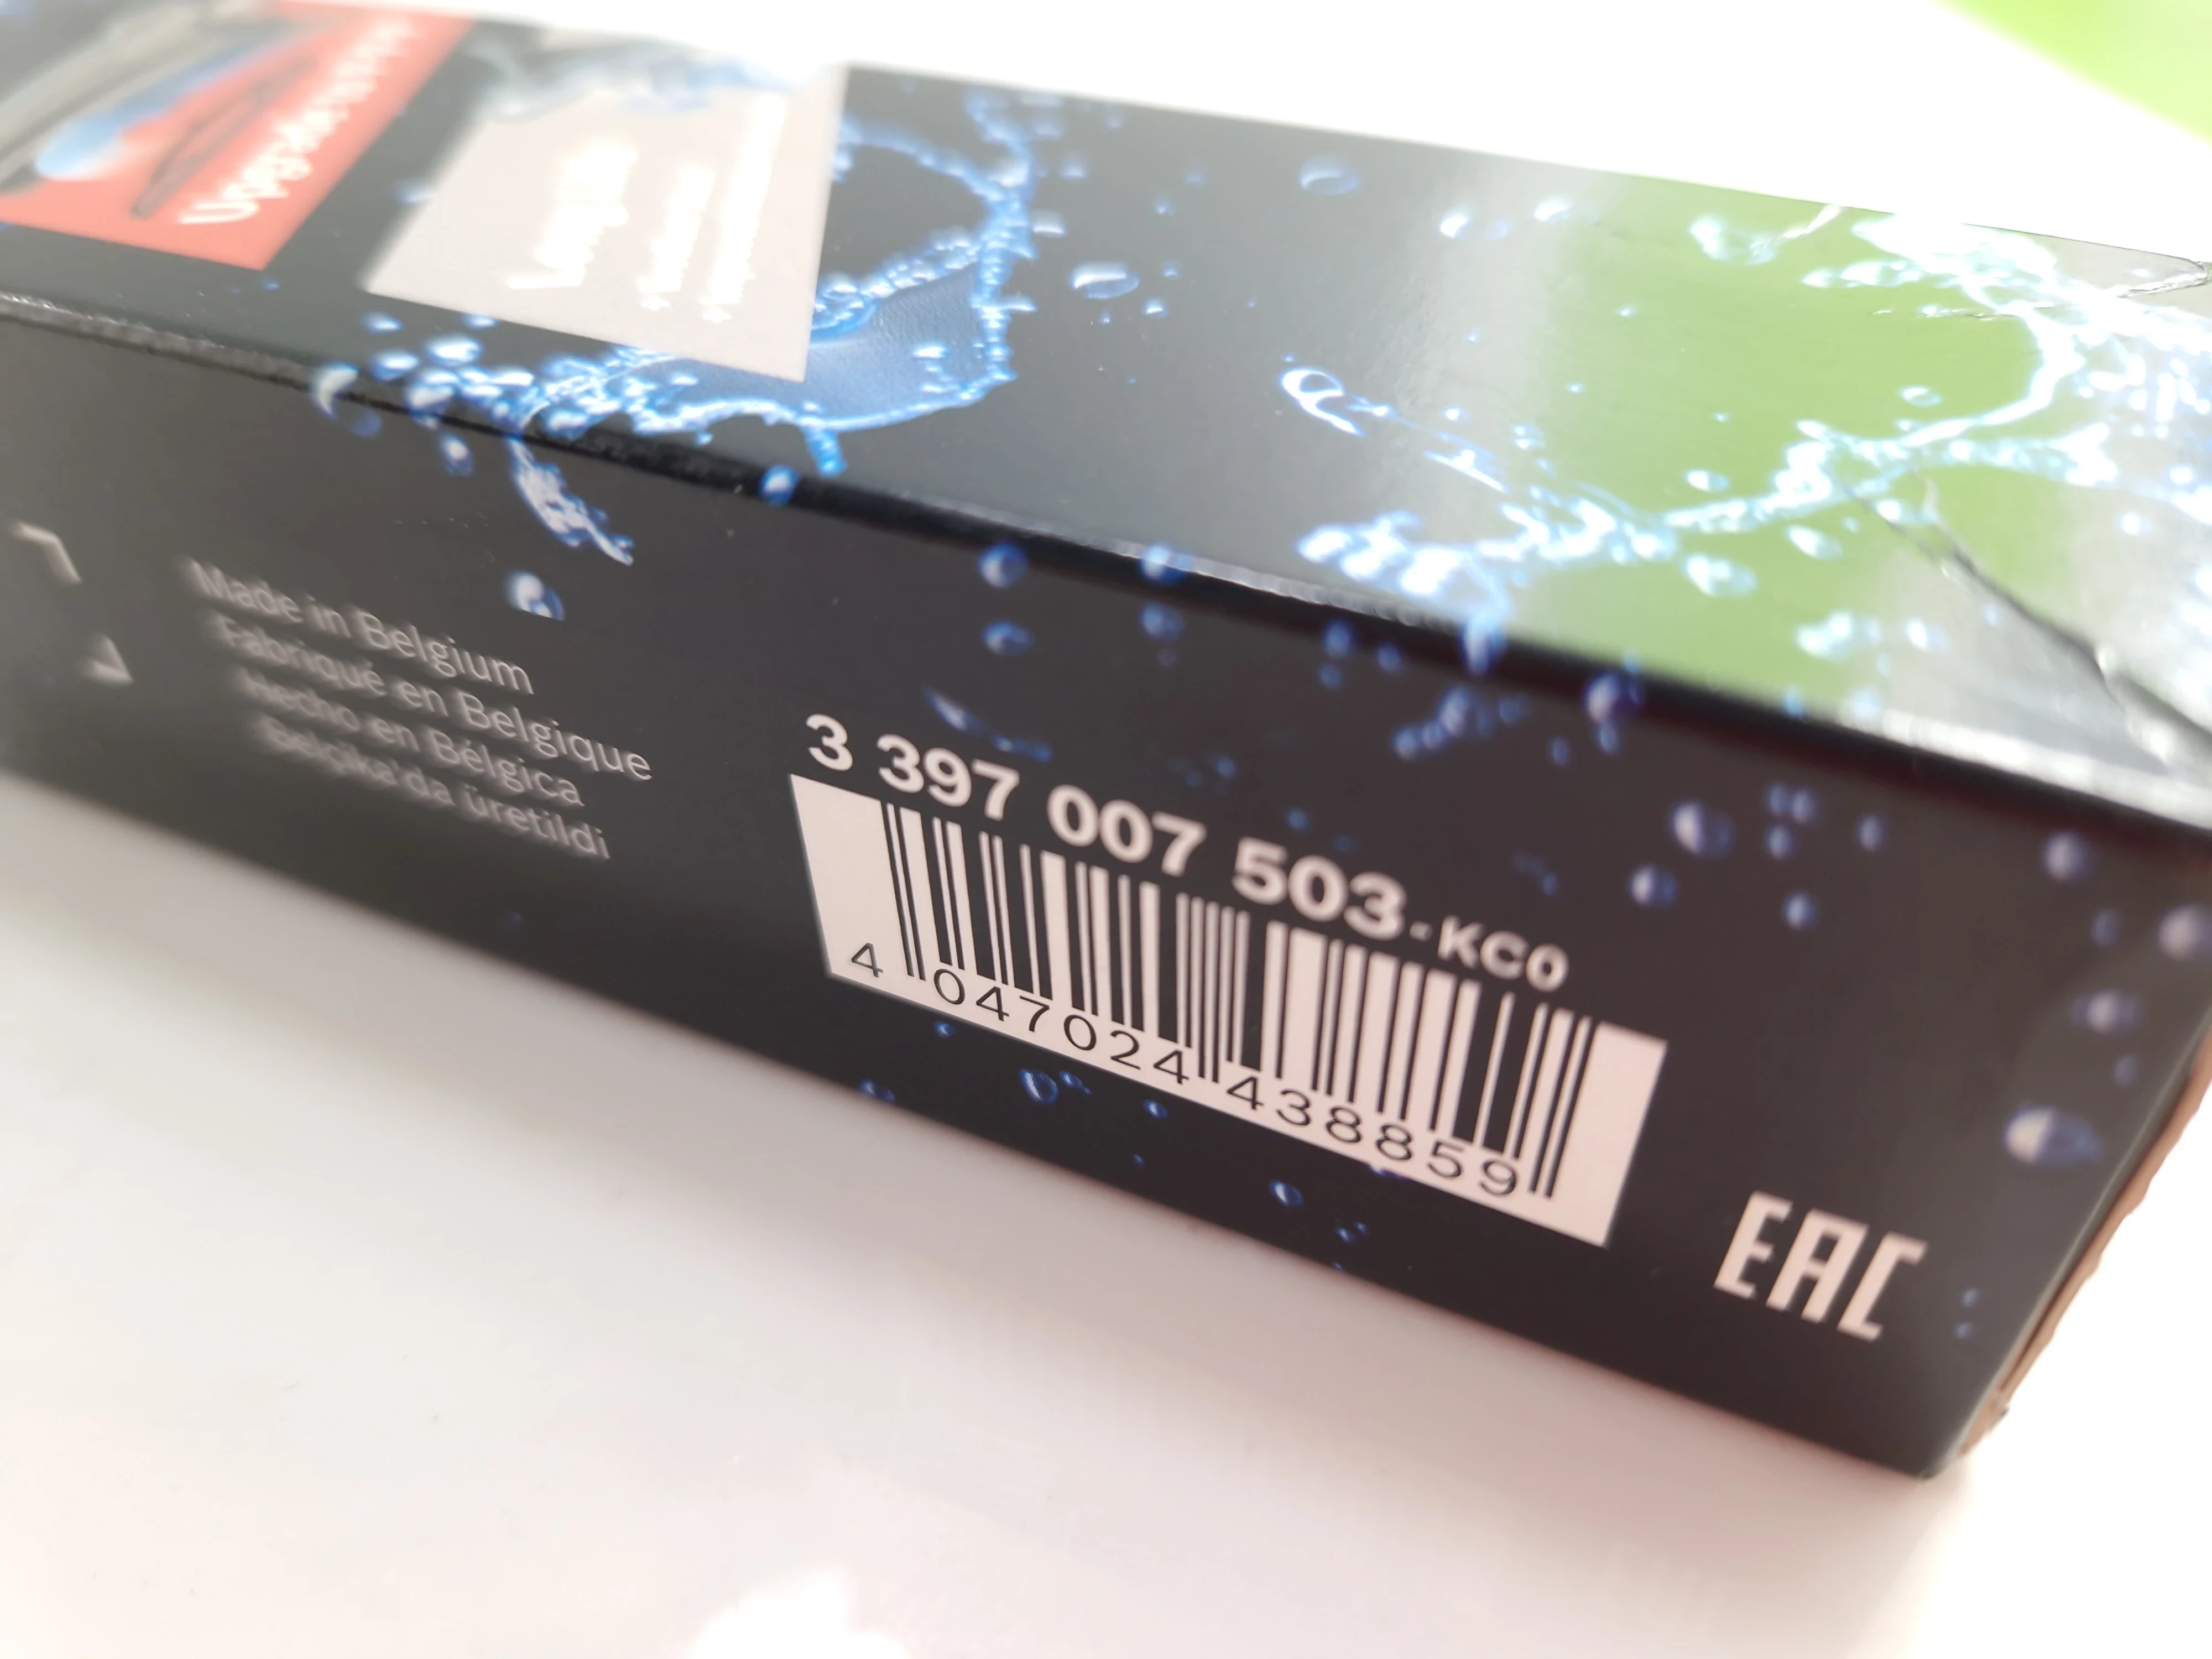 Upgrade
Made in Belgium
Fabriqué en Belgique
Hecho en Bélgica
Belçika'da üretildi
3 397 007 503-KC0
4 047024 438859
EAC